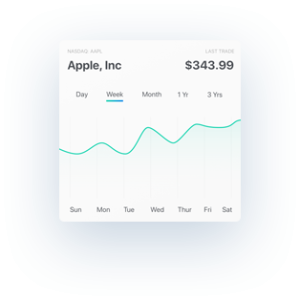 NASDAQ: AAPL LAST TRADE
Apple, Inc $343.99
Day Week Month 1 Yr 3 Yrs
Sun Mon Tue Wed Thur Fri Sat